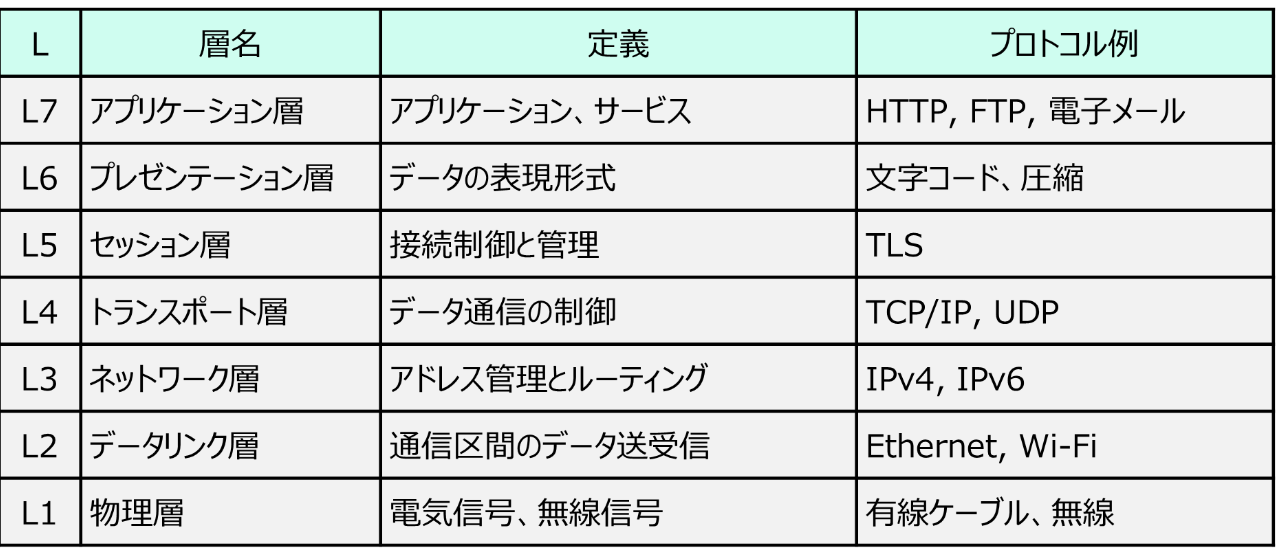 L 層名 定義 プロトコル例
L7 アプリケーション層 アプリケーション、サービス HTTP, FTP, 電子メール
L6 プレゼンテーション層 データの表現形式 文字コード、圧縮
L5 セッション層 接続制御と管理 TLS
L4 トランスポート層 データ通信の制御 TCP/IP, UDP
L3 ネットワーク層 アドレス管理とルーティング IPv4, IPv6
L2 データリンク層 通信区間のデータ送受信 Ethernet, Wi-Fi
L1 物理層 電気信号、無線信号 有線ケーブル、無線